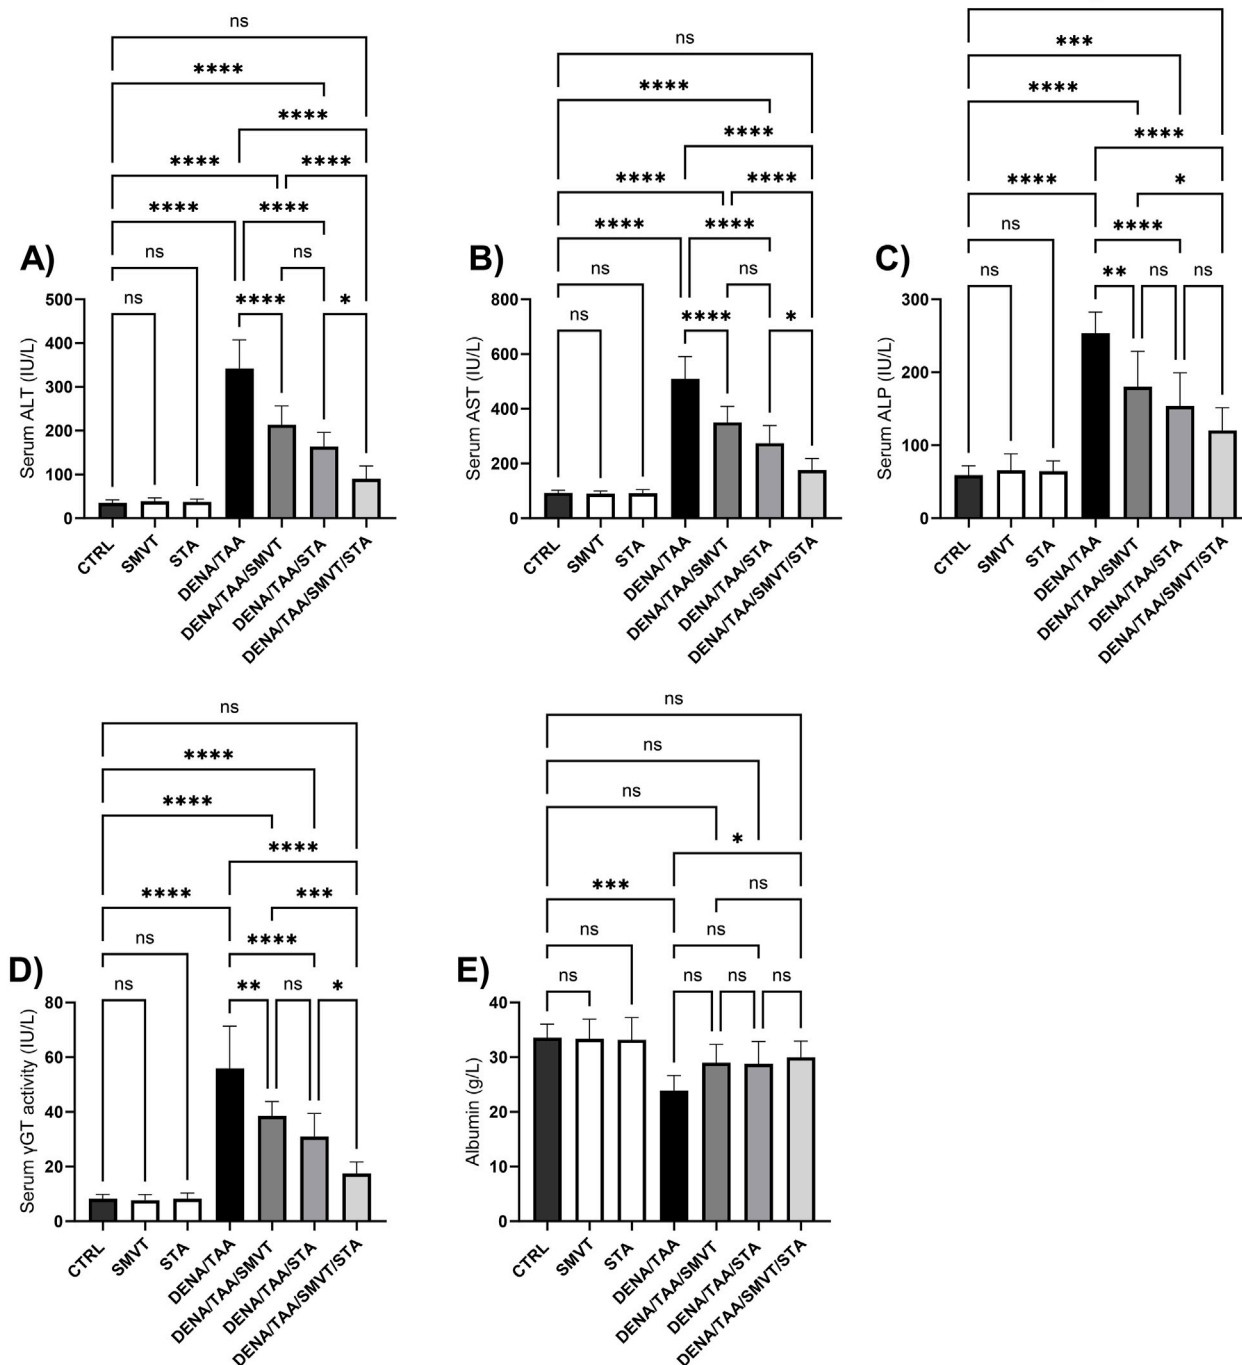 ns
****
****
**** ****
**** ****
ns
ns **** ns *
A)
Serum ALT (IU/L)
500
400
300
200
100
0
CTRL
SMVT
STA
DENA/TAA
DENA/TAA/SMVT
DENA/TAA/STA
DENA/TAA/SMVT/STA
ns
****
****
**** ****
**** ****
ns ns
ns **** *
B)
Serum AST (IU/L)
800
600
400
200
0
CTRL
SMVT
STA
DENA/TAA
DENA/TAA/SMVT
DENA/TAA/STA
DENA/TAA/SMVT/STA
***
****
****
**** *
ns ****
ns ** ns ns
C)
Serum ALP (IU/L)
300
200
100
0
CTRL
SMVT
STA
DENA/TAA
DENA/TAA/SMVT
DENA/TAA/STA
DENA/TAA/SMVT/STA
ns
****
****
****
**** ***
ns ****
ns ** ns *
D)
Serum γGT activity (IU/L)
80
60
40
20
0
CTRL
SMVT
STA
DENA/TAA
DENA/TAA/SMVT
DENA/TAA/STA
DENA/TAA/SMVT/STA
ns
ns
ns
*
*** ns
ns ns
ns ns ns ns
E)
Albumin (g/L)
40
30
20
10
0
CTRL
SMVT
STA
DENA/TAA
DENA/TAA/SMVT
DENA/TAA/STA
DENA/TAA/SMVT/STA